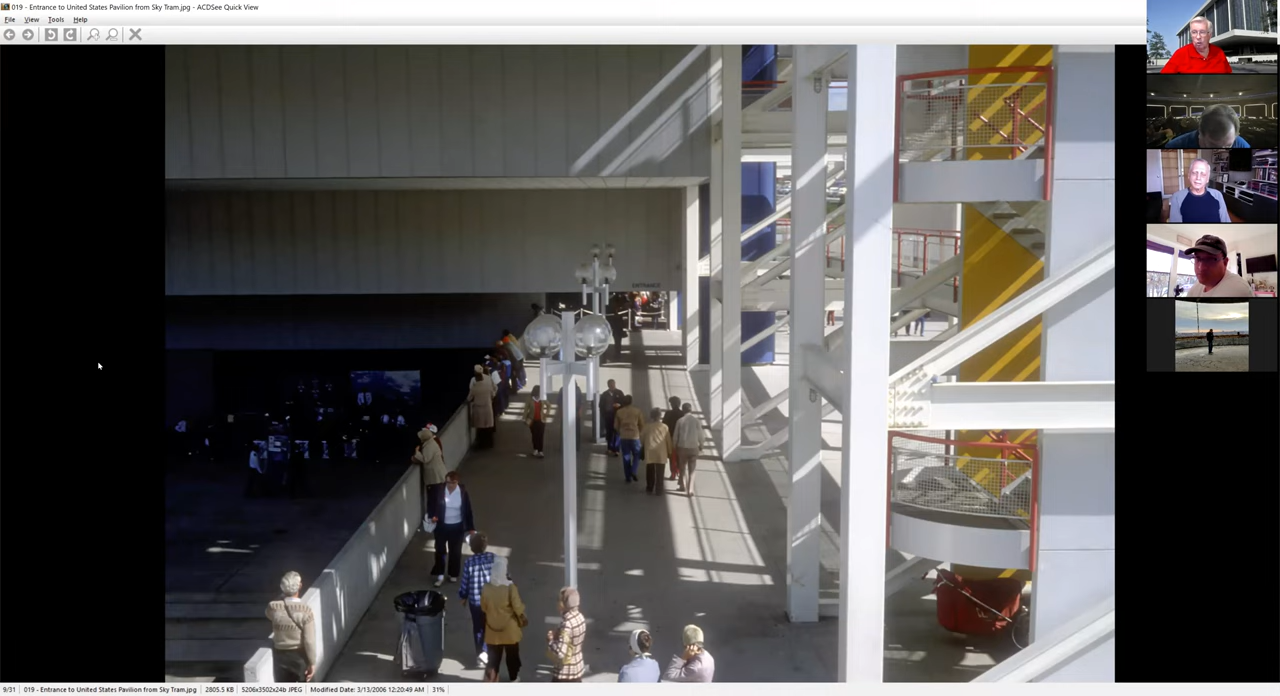 019 - Entrance to United States Pavilion from Sky Tram.jpg - ACDSee Quick View
File View Tools Help
ENTRANCE
9/31 019 - Entrance to United States Pavilion from Sky Tram.jpg 2805.5 KB 5206x3502x24b JPEG Modified Date: 3/13/2006 12:20:49 AM 31%